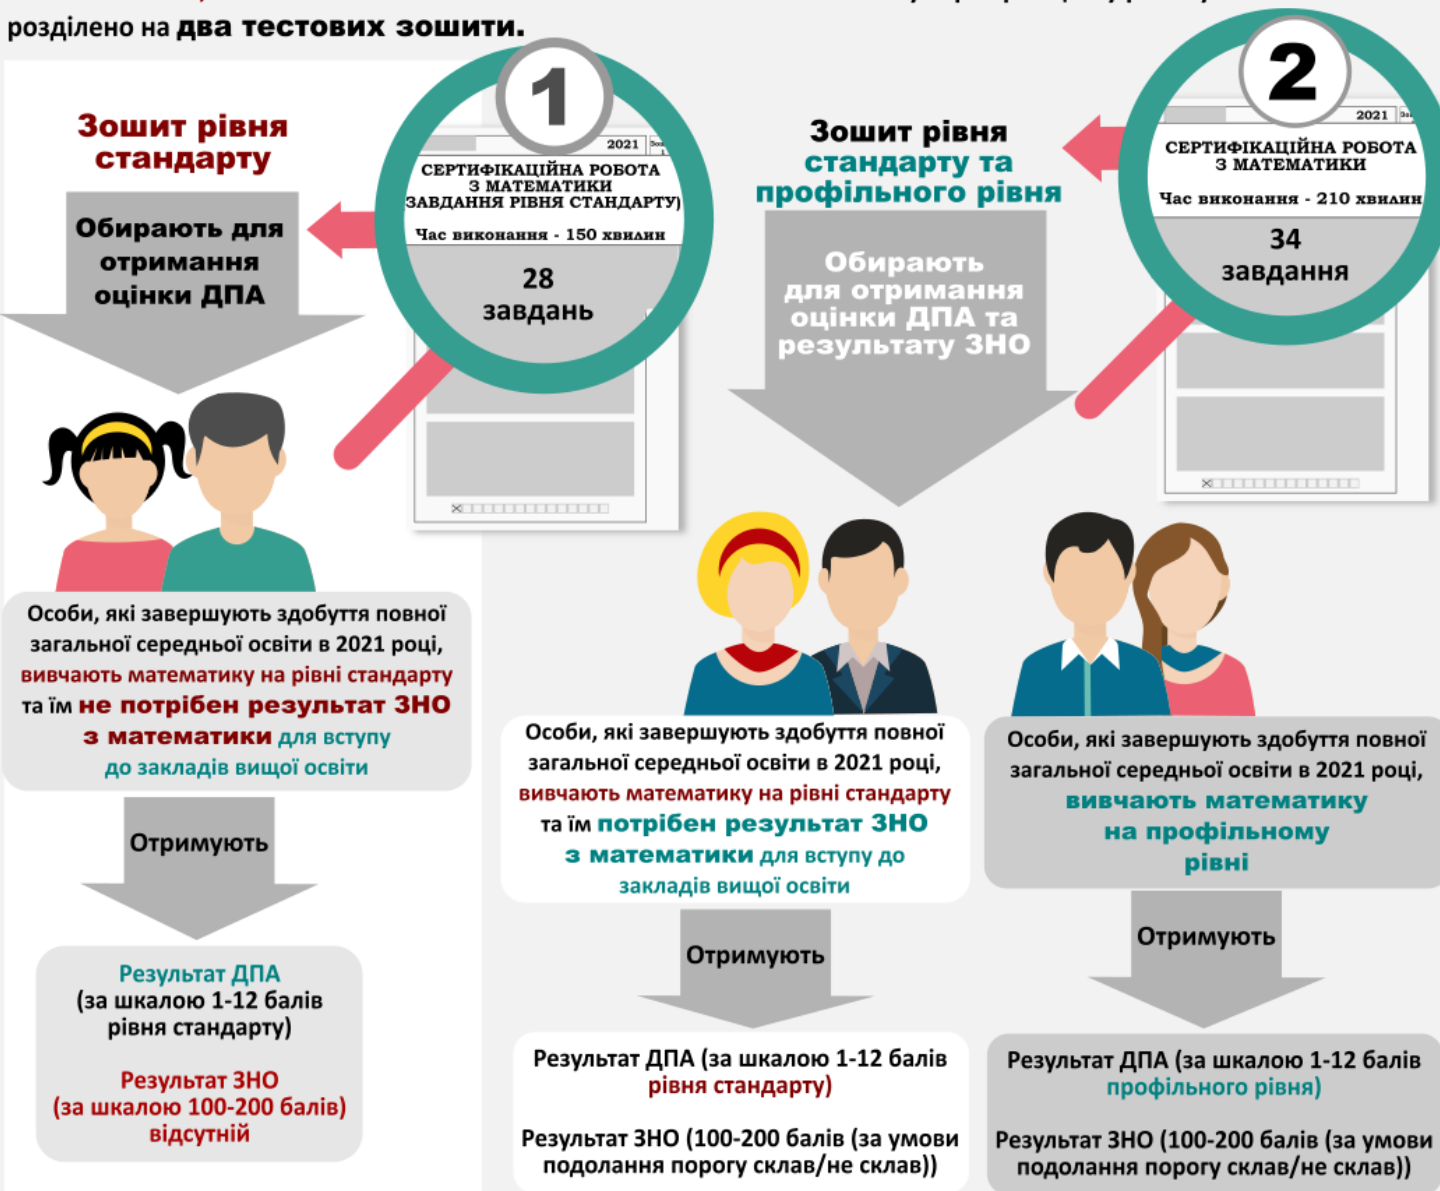 розділено на два тестових зошити.
1
Зошит рівня
стандарту
Обирають для
отримання
оцінки ДПА
2021
СЕРТИФІКАЦІЙНА РОБОТА
З МАТЕМАТИКИ
ЗАВДАННЯ РІВНЯ СТАНДАРТУ)
Час виконання - 150 хвилин
28
завдань
2
Зошит рівня
стандарту та
профільного рівня
Обирають
для отримання
оцінки ДПА та
результату ЗНО
2021
СЕРТИФІКАЦІЙНА РОБОТА
З МАТЕМАТИКИ
Час виконання - 210 хвилин
34
завдання
Особи, які завершують здобуття повної
загальної середньої освіти в 2021 році,
вивчають математику на рівні стандарту
та їм не потрібен результат ЗНО
з математики для вступу
до закладів вищої освіти
Отримують
Результат ДПА
(за шкалою 1-12 балів
рівня стандарту)
Результат ЗНО
(за шкалою 100-200 балів)
відсутній
Особи, які завершують здобуття повної
загальної середньої освіти в 2021 році,
вивчають математику на рівні стандарту
та їм потрібен результат ЗНО
з математики для вступу до
закладів вищої освіти
Отримують
Результат ДПА (за шкалою 1-12 балів
рівня стандарту)
Результат ЗНО (100-200 балів (за умови
подолання порогу склав/не склав))
Особи, які завершують здобуття повної
загальної середньої освіти в 2021 році,
вивчають математику
на профільному
рівні
Отримують
Результат ДПА (за шкалою 1-12 балів
профільного рівня)
Результат ЗНО (100-200 балів (за умови
подолання порогу склав/не склав))